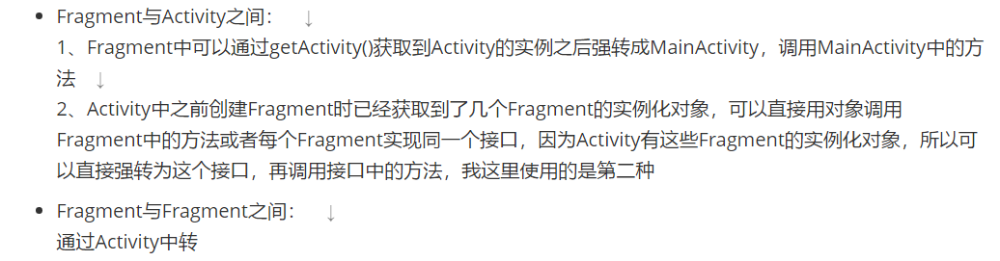 • Fragment与Activity之间： ↓
1、Fragment中可以通过getActivity()获取到Activity的实例之后强转成MainActivity，调用MainActivity中的方
法 ↓
2、Activity中之前创建Fragment时已经获取到了几个Fragment的实例化对象，可以直接用对象调用
Fragment中的方法或者每个Fragment实现同一个接口，因为Activity有这些Fragment的实例化对象，所以可
以直接强转为这个接口，再调用接口中的方法，我这里使用的是第二种
• Fragment与Fragment之间： ↓
通过Activity中转